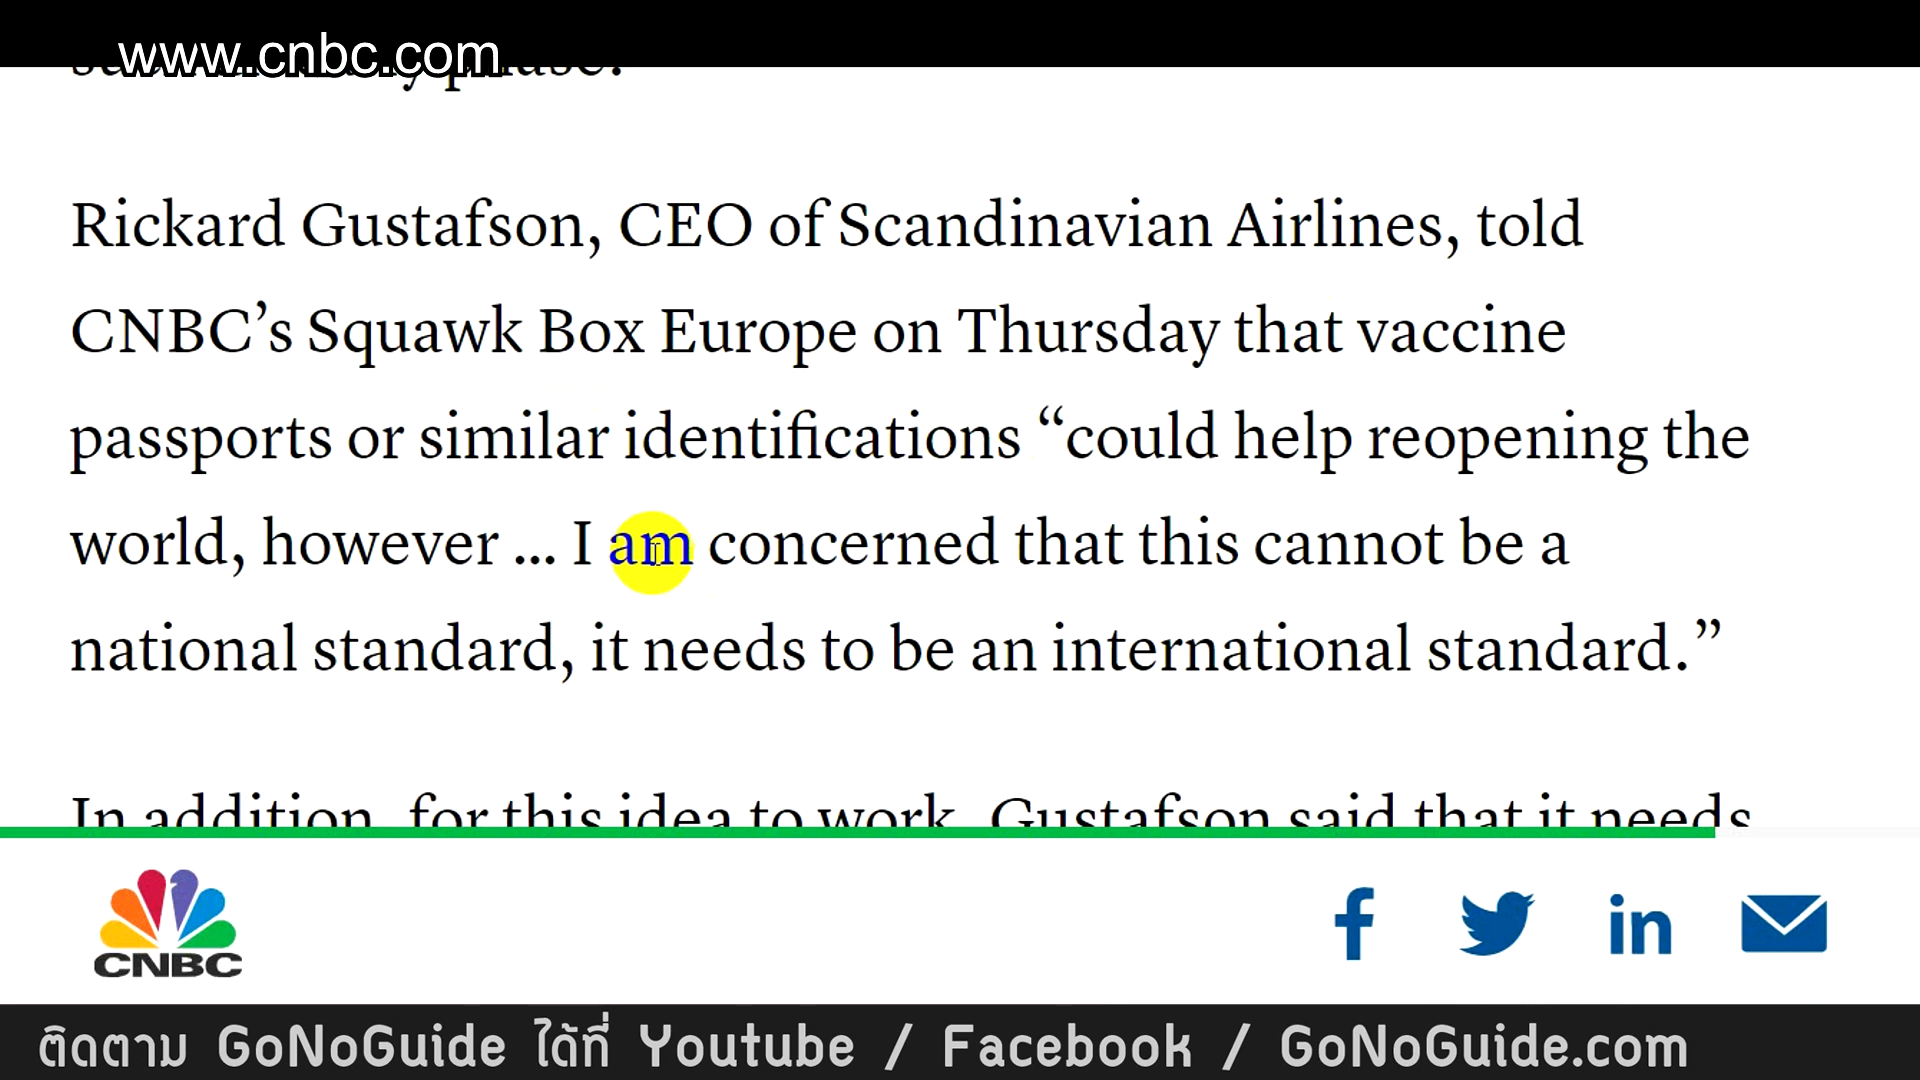 www.cnbc.com
Rickard Gustafson, CEO of Scandinavian Airlines, told
CNBC’s Squawk Box Europe on Thursday that vaccine
passports or similar identifications “could help reopening the
world, however ... I am concerned that this cannot be a
national standard, it needs to be an international standard.”
In addition, for this idea to work, Gustafson said that it needs
CNBC
ติดตาม GoNoGuide ได้ที่ Youtube / Facebook / GoNoGuide.com